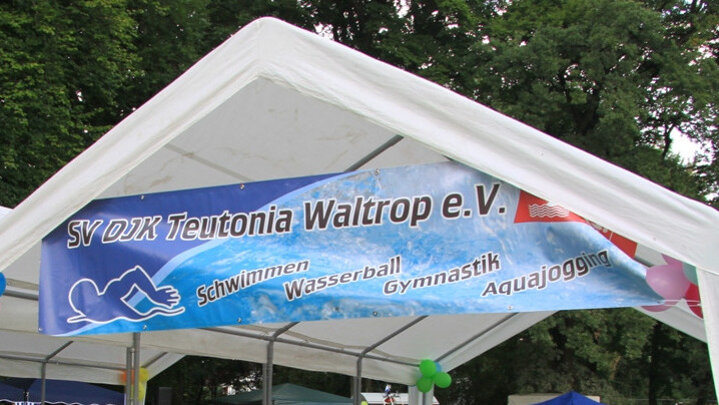 SV DJK Teutonia Waltrop e.V.
Schwimmen
Wasserball
Gymnastik
Aquajogging